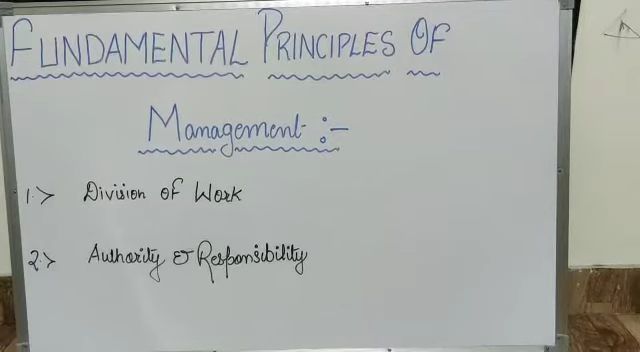 FUNDAMENTAL PRINCIPLES OF
Management :-
1.> Division of Work
2.> Authority & Responsibility